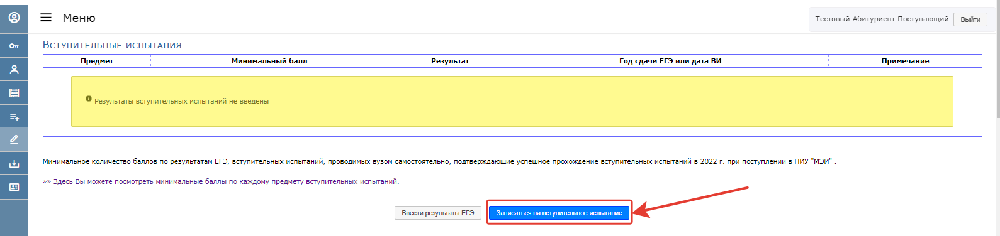 Меню
Тестовый Абитуриент Поступающий Выйти
Вступительные испытания
Предмет Минимальный балл Результат Год сдачи ЕГЭ или дата ВИ Примечание
Результаты вступительных испытаний не введены
Минимальное количество баллов по результатам ЕГЭ, вступительных испытаний, проводимых вузом самостоятельно, подтверждающие успешное прохождение вступительных испытаний в 2022 г. при поступлении в НИУ "МЭИ" .
»» Здесь Вы можете посмотреть минимальные баллы по каждому предмету вступительных испытаний.
Ввести результаты ЕГЭ Записаться на вступительное испытание